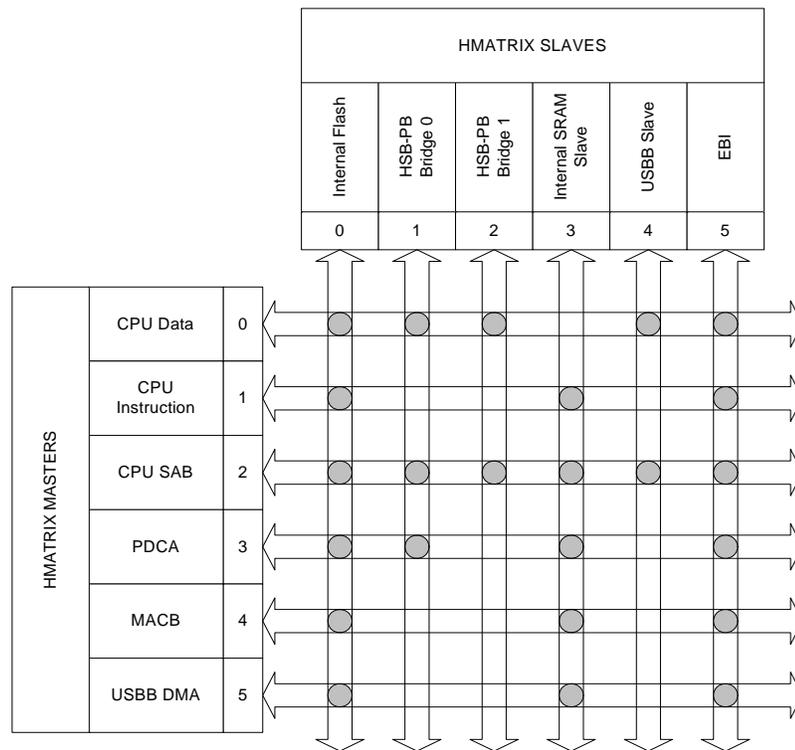 HMATRIX SLAVES
Internal Flash
HSB-PB
Bridge 0
HSB-PB
Bridge 1
Internal SRAM
Slave
USBB Slave
EBI
0 1 2 3 4 5
HMATRIX MASTERS
CPU Data 0
CPU
Instruction 1
CPU SAB 2
PDCA 3
MACB 4
USBB DMA 5